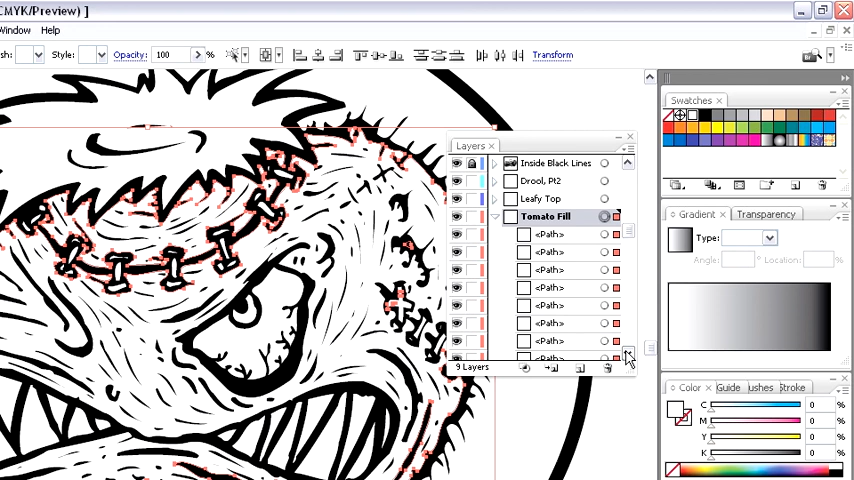 CMYK/Preview) ]
Window Help
sh: Style: Opacity: 100 % Transform
Swatches
Layers
Inside Black Lines
Drool, Pt2
Leafy Top
Tomato Fill
<Path>
<Path>
<Path>
<Path>
<Path>
<Path>
<Path>
<Path>
9 Layers
Gradient Transparency
Type:
Angle: ° Location: %
Color Guide ushes Stroke
C 0 %
M 0 %
Y 0 %
K 0 %